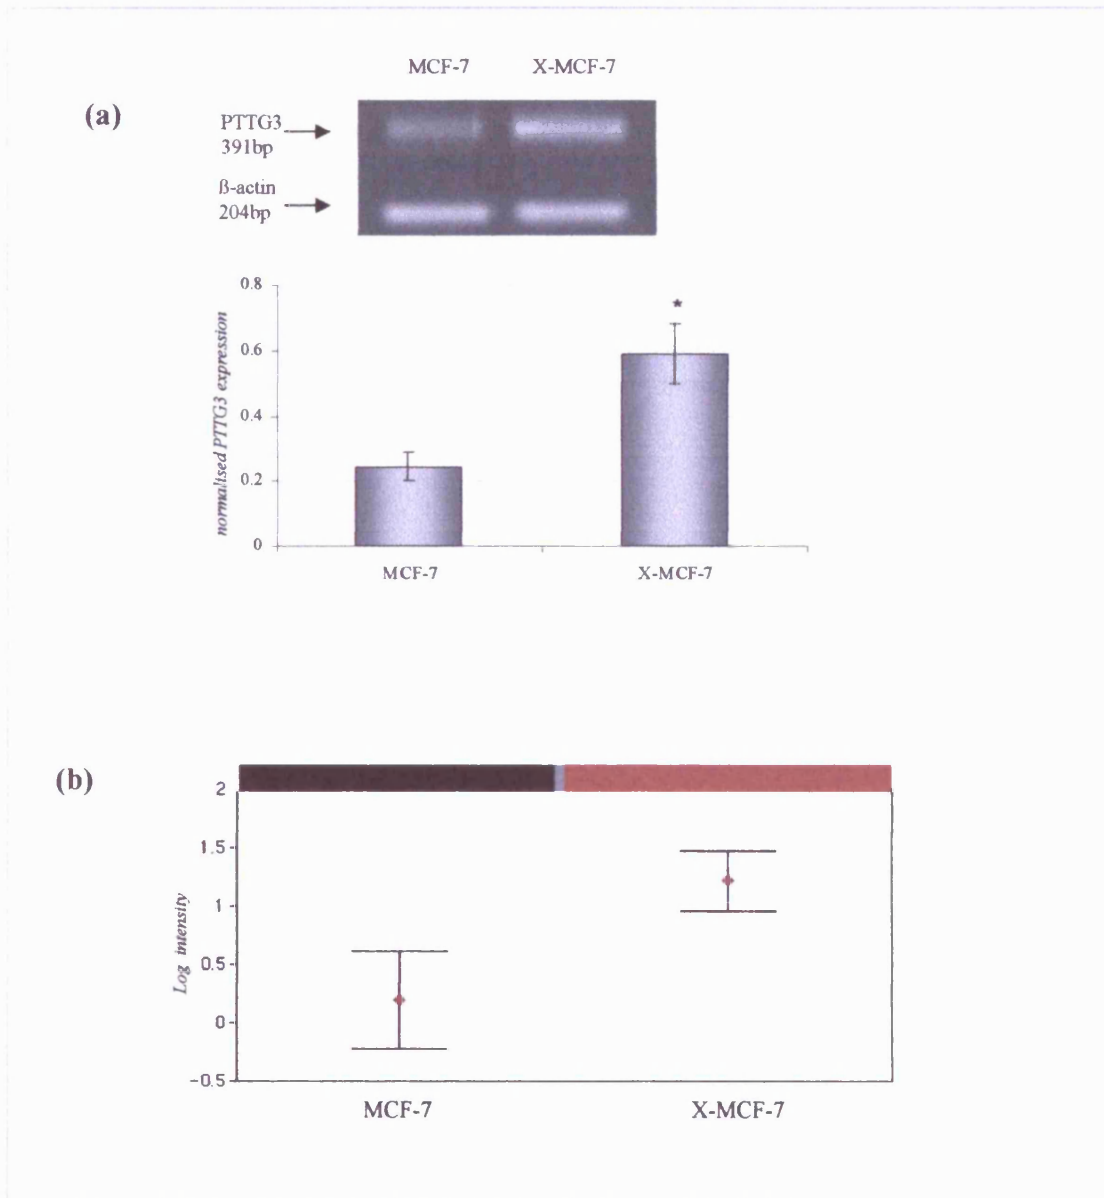 MCF-7 X-MCF-7
(a)
PTTG3
391bp
ß-actin
204bp
0.8
0.6
0.4
0.2
0
normalised PTTG3 expression
*
MCF-7 X-MCF-7
(b)
2
1.5
1
0.5
0
-0.5
Log intensity
MCF-7 X-MCF-7